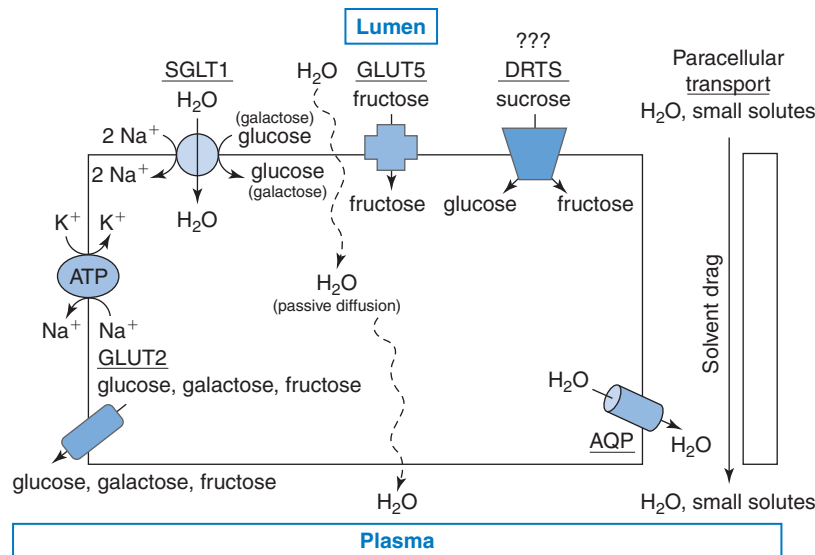 Lumen
???
SGLT1
H₂O
GLUT5
DRTS
Paracellular
transport
H₂O
fructose
sucrose
H₂O, small solutes
(galactose)
2 Na⁺
glucose
2 Na⁺
glucose
(galactose)
H₂O
fructose
glucose
fructose
K⁺
K⁺
ATP
Na⁺
Na⁺
H₂O
(passive diffusion)
Solvent drag
GLUT2
glucose, galactose, fructose
H₂O
AQP
H₂O
glucose, galactose, fructose
H₂O
H₂O, small solutes
Plasma